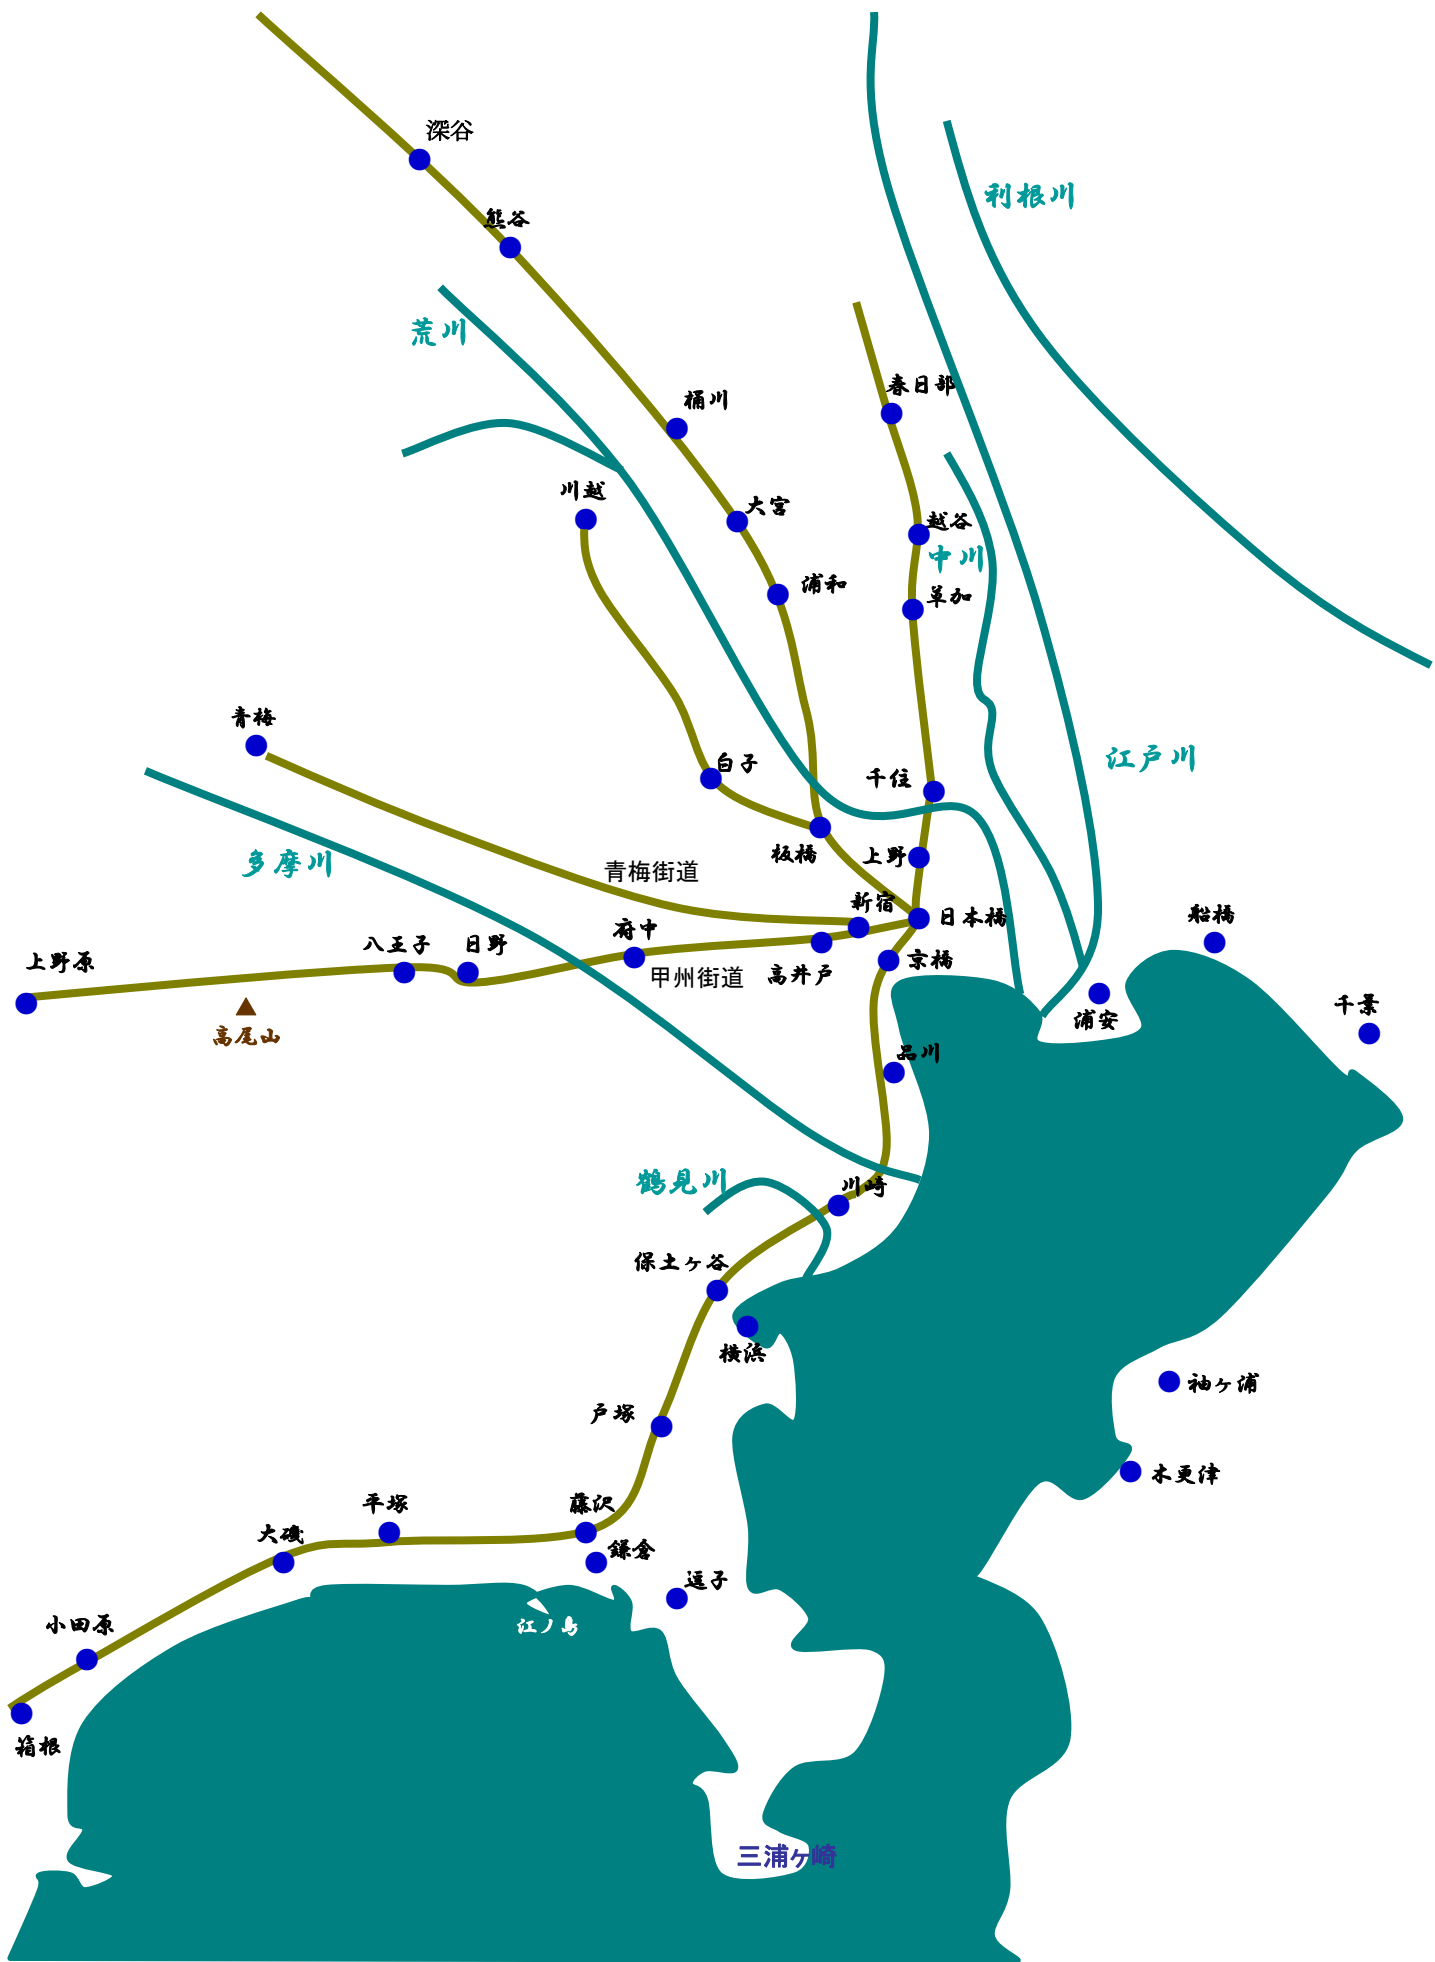 深谷
利根川
熊谷
荒川
春日部
桶川
川越
大宮
越谷
中川
浦和
草加
青梅
江戸川
白子
千住
多摩川
板橋
上野
青梅街道
新宿
日本橋
船橋
府中
八王子
日野
上野原
京橋
高井戸
甲州街道
千葉
浦安
高尾山
品川
鶴見川
川崎
保土ヶ谷
横浜
袖ヶ浦
戸塚
木更津
平塚
藤沢
大磯
鎌倉
逗子
小田原
江ノ島
箱根
三浦ヶ崎